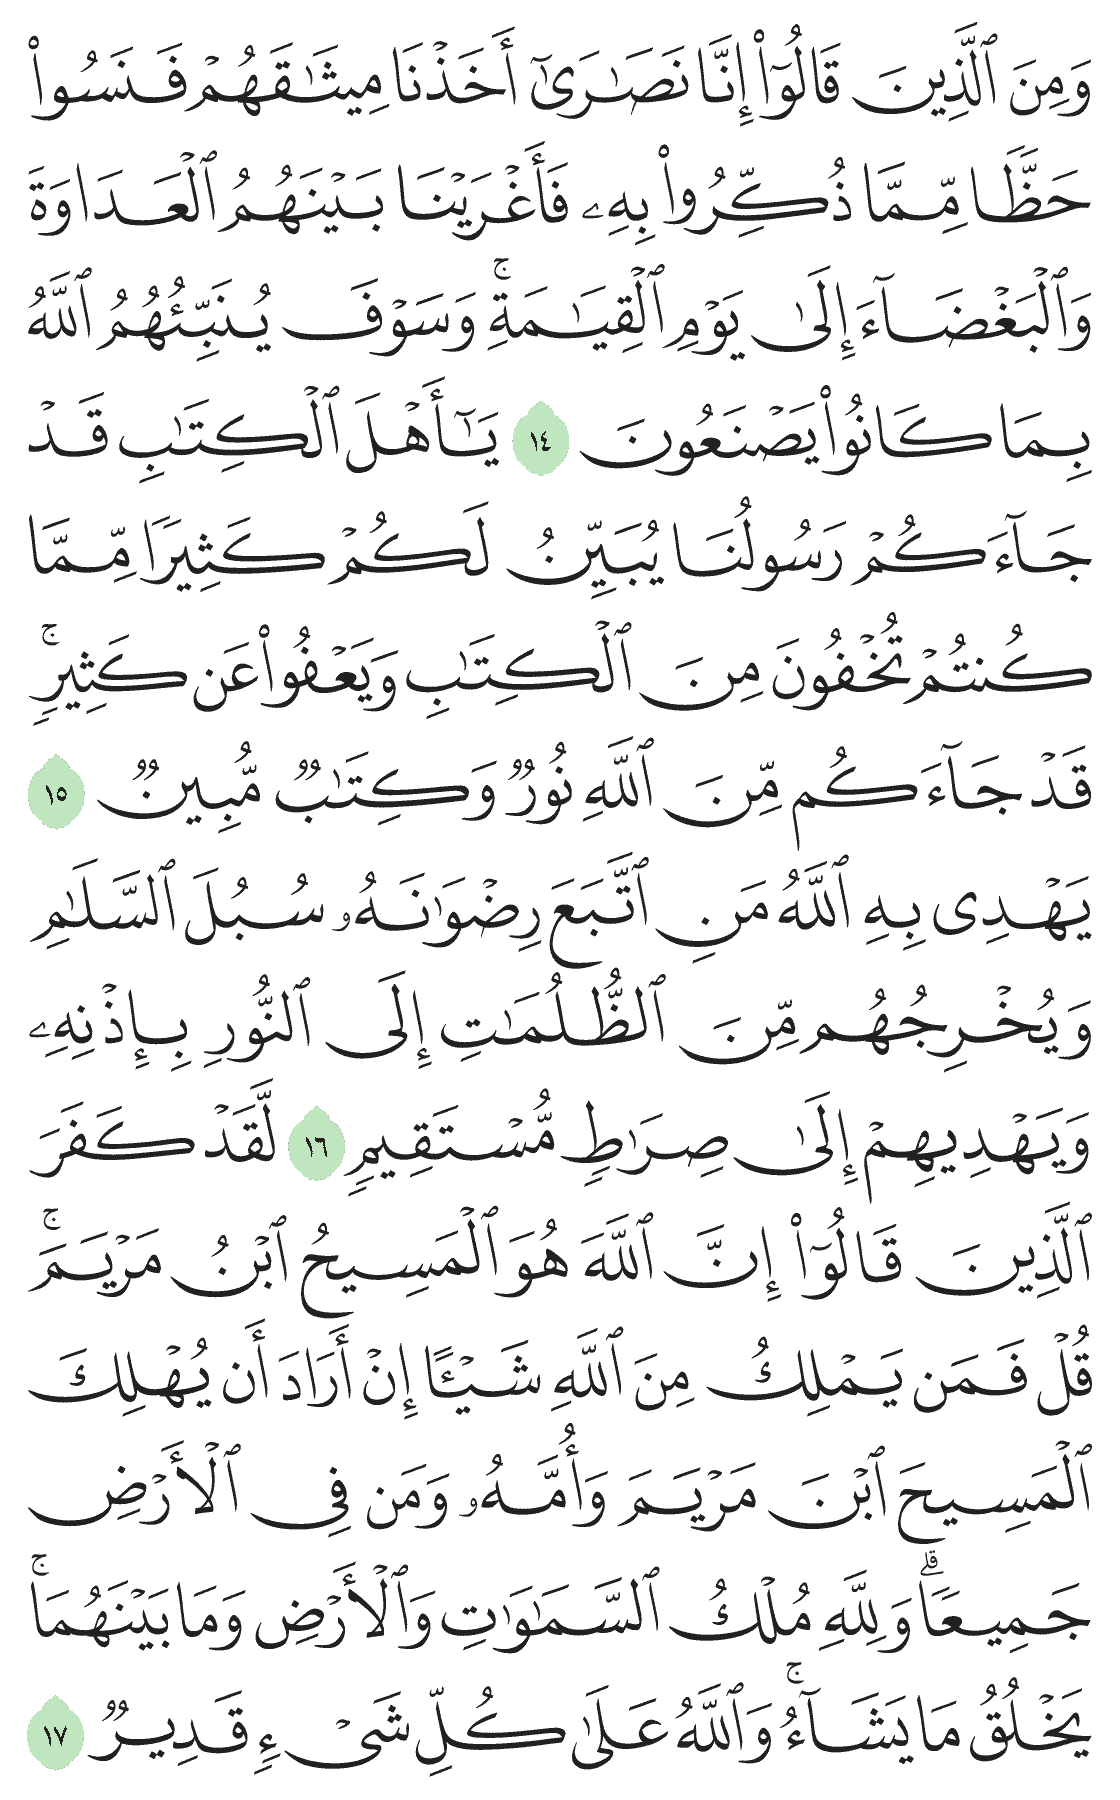 وَمِنَ ٱلَّذِينَ قَالُوٓا۟ إِنَّا نَصَـٰرَىٰٓ أَخَذْنَا مِيثَـٰقَهُمْ فَنَسُوا۟
حَظًّا مِّمَّا ذُكِّرُوا۟ بِهِۦ فَأَغْرَيْنَا بَيْنَهُمُ ٱلْعَدَاوَةَ
وَٱلْبَغْضَآءَ إِلَىٰ يَوْمِ ٱلْقِيَـٰمَةِ ۚ وَسَوْفَ يُنَبِّئُهُمُ ٱللَّهُ
بِمَا كَانُوا۟ يَصْنَعُونَ ١٤ يَـٰٓأَهْلَ ٱلْكِتَـٰبِ قَدْ
جَآءَكُمْ رَسُولُنَا يُبَيِّنُ لَكُمْ كَثِيرًا مِّمَّا
كُنتُمْ تُخْفُونَ مِنَ ٱلْكِتَـٰبِ وَيَعْفُوا۟ عَن كَثِيرٍ ۚ
قَدْ جَآءَكُم مِّنَ ٱللَّهِ نُورٌ وَكِتَـٰبٌ مُّبِينٌ ١٥
يَهْدِى بِهِ ٱللَّهُ مَنِ ٱتَّبَعَ رِضْوَٰنَهُۥ سُبُلَ ٱلسَّلَـٰمِ
وَيُخْرِجُهُم مِّنَ ٱلظُّلُمَـٰتِ إِلَى ٱلنُّورِ بِإِذْنِهِۦ
وَيَهْدِيهِمْ إِلَىٰ صِرَٰطٍ مُّسْتَقِيمٍ ١٦ لَّقَدْ كَفَرَ
ٱلَّذِينَ قَالُوٓا۟ إِنَّ ٱللَّهَ هُوَ ٱلْمَسِيحُ ٱبْنُ مَرْيَمَ ۚ
قُلْ فَمَن يَمْلِكُ مِنَ ٱللَّهِ شَيْـًٔا إِنْ أَرَادَ أَن يُهْلِكَ
ٱلْمَسِيحَ ٱبْنَ مَرْيَمَ وَأُمَّهُۥ وَمَن فِى ٱلْأَرْضِ
جَمِيعًا ۗ وَلِلَّهِ مُلْكُ ٱلسَّمَـٰوَٰتِ وَٱلْأَرْضِ وَمَا بَيْنَهُمَا ۚ
يَخْلُقُ مَا يَشَآءُ ۚ وَٱللَّهُ عَلَىٰ كُلِّ شَىْءٍ قَدِيرٌ ١٧